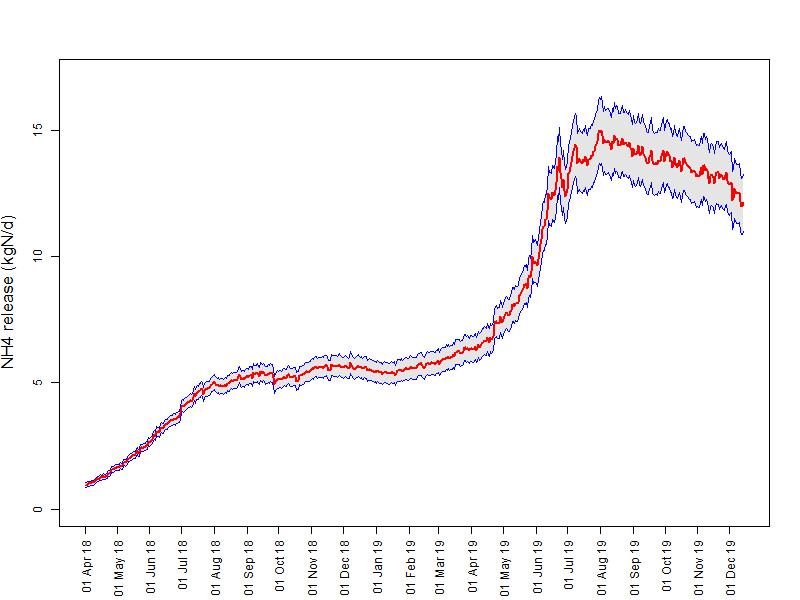 NH4 release (kgN/d)
15
10
5
0
01 Apr 18
01 May 18
01 Jun 18
01 Jul 18
01 Aug 18
01 Sep 18
01 Oct 18
01 Nov 18
01 Dec 18
01 Jan 19
01 Feb 19
01 Mar 19
01 Apr 19
01 May 19
01 Jun 19
01 Jul 19
01 Aug 19
01 Sep 19
01 Oct 19
01 Nov 19
01 Dec 19